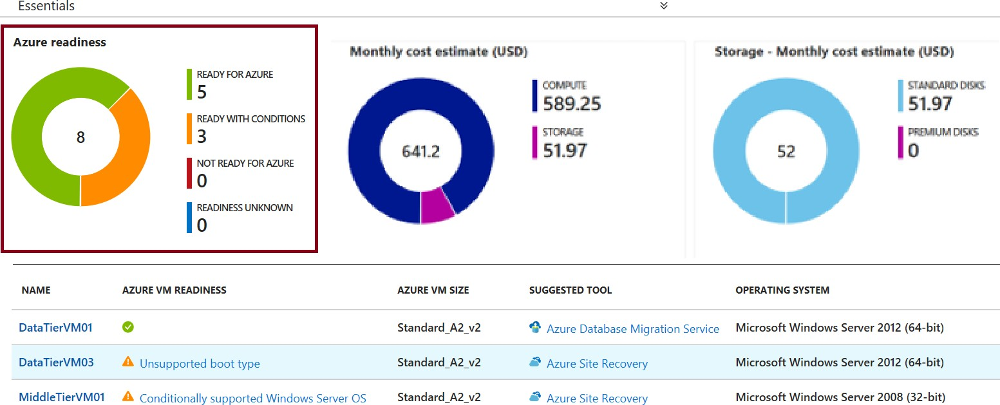 Essentials
Azure readiness
8
READY FOR AZURE
5
READY WITH CONDITIONS
3
NOT READY FOR AZURE
0
READINESS UNKNOWN
0
Monthly cost estimate (USD)
641.2
COMPUTE
589.25
STORAGE
51.97
Storage - Monthly cost estimate (USD)
52
STANDARD DISKS
51.97
PREMIUM DISKS
0
NAME AZURE VM READINESS AZURE VM SIZE SUGGESTED TOOL OPERATING SYSTEM
DataTierVM01 Standard_A2_v2 Azure Database Migration Service Microsoft Windows Server 2012 (64-bit)
DataTierVM03 Unsupported boot type Standard_A2_v2 Azure Site Recovery Microsoft Windows Server 2012 (64-bit)
MiddleTierVM01 Conditionally supported Windows Server OS Standard_A2_v2 Azure Site Recovery Microsoft Windows Server 2008 (32-bit)